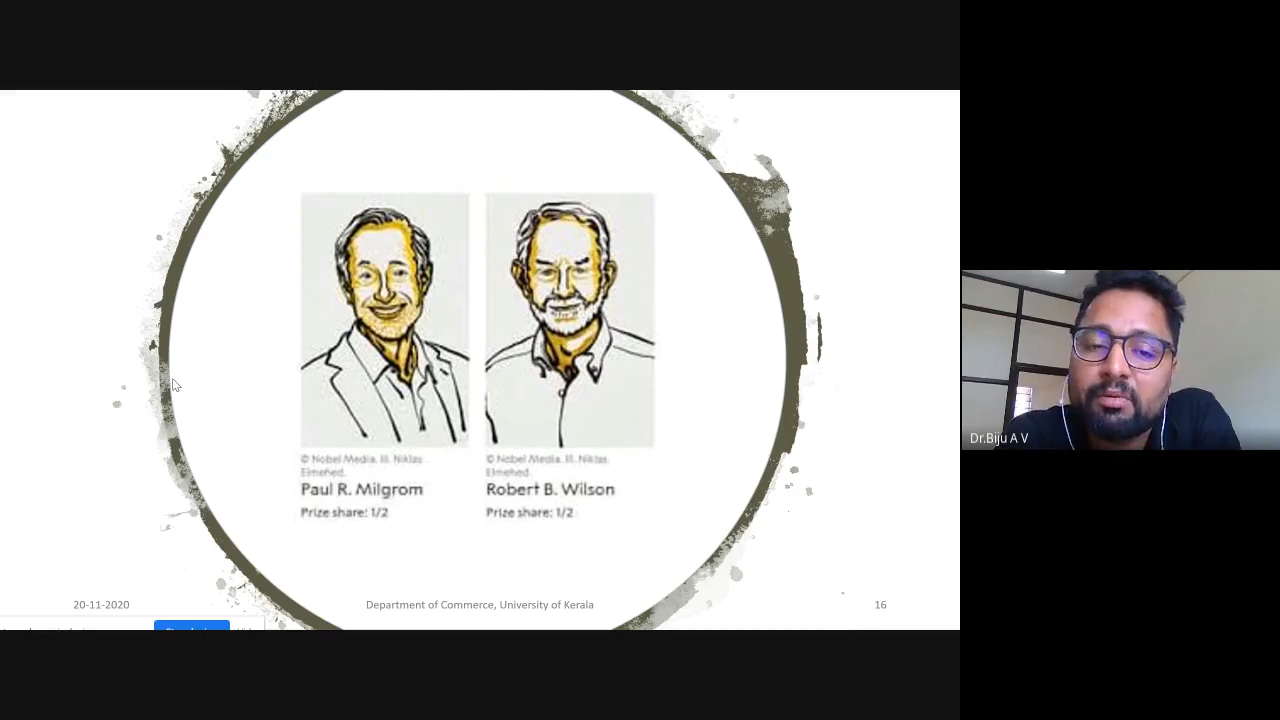 © Nobel Media. Ill. Niklas
Elmehed.
Paul R. Milgrom
Prize share: 1/2
© Nobel Media. Ill. Niklas
Elmehed.
Robert B. Wilson
Prize share: 1/2
20-11-2020
Department of Commerce, University of Kerala
16
Dr.Biju A V